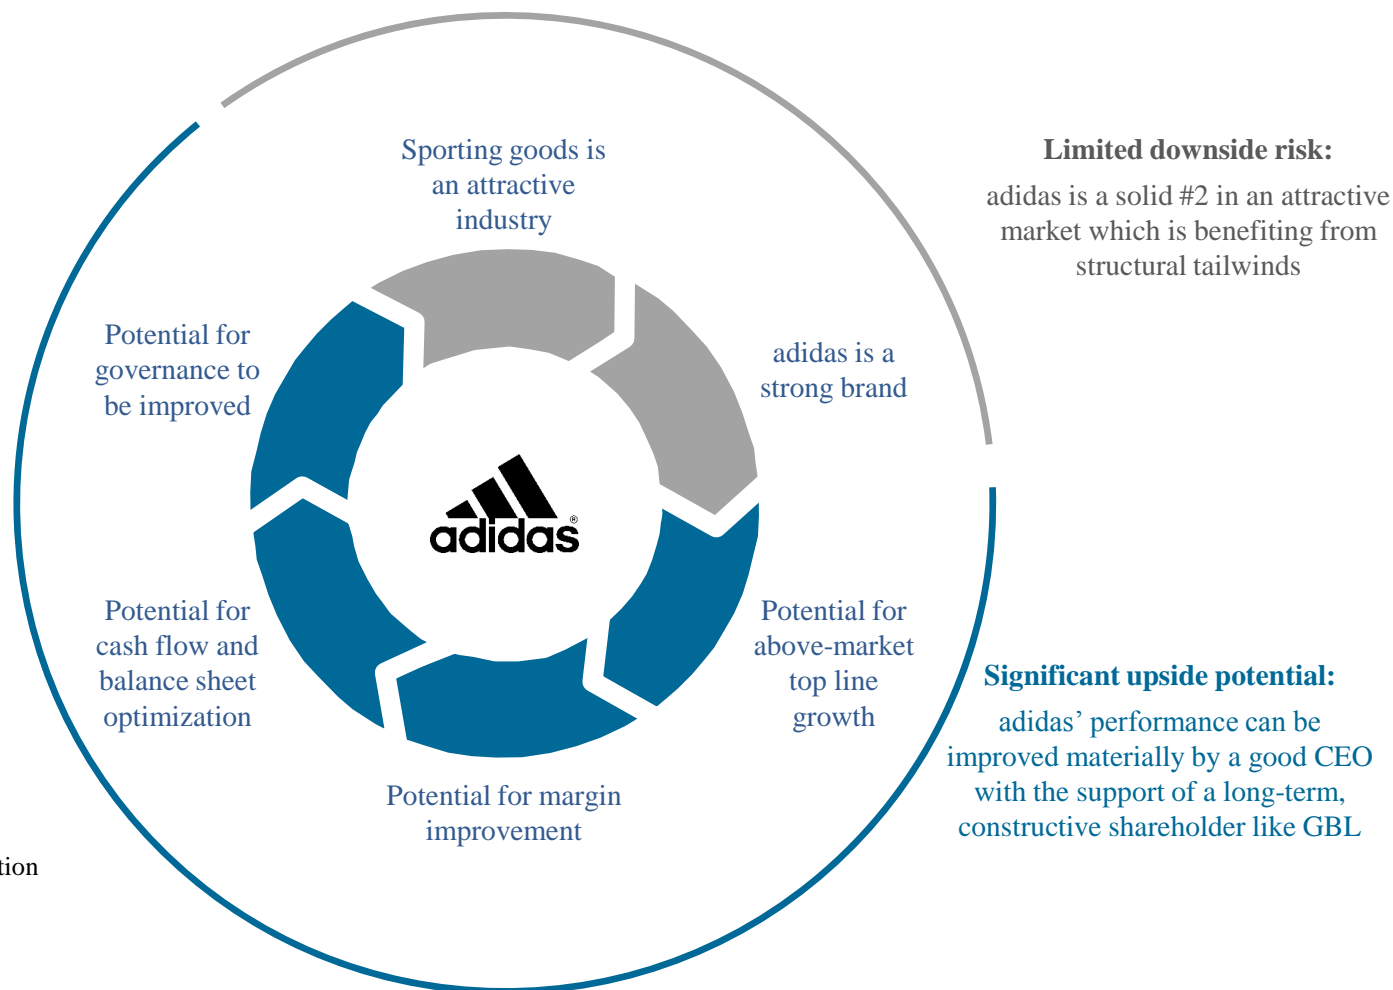 Sporting goods is
an attractive
industry
Limited downside risk:
adidas is a solid #2 in an attractive
market which is benefiting from
structural tailwinds
Potential for
governance to
be improved
adidas is a
strong brand
adidas®
Potential for
cash flow and
balance sheet
optimization
Potential for
above-market
top line
growth
Significant upside potential:
adidas’ performance can be
improved materially by a good CEO
with the support of a long-term,
constructive shareholder like GBL
Potential for margin
improvement
tion